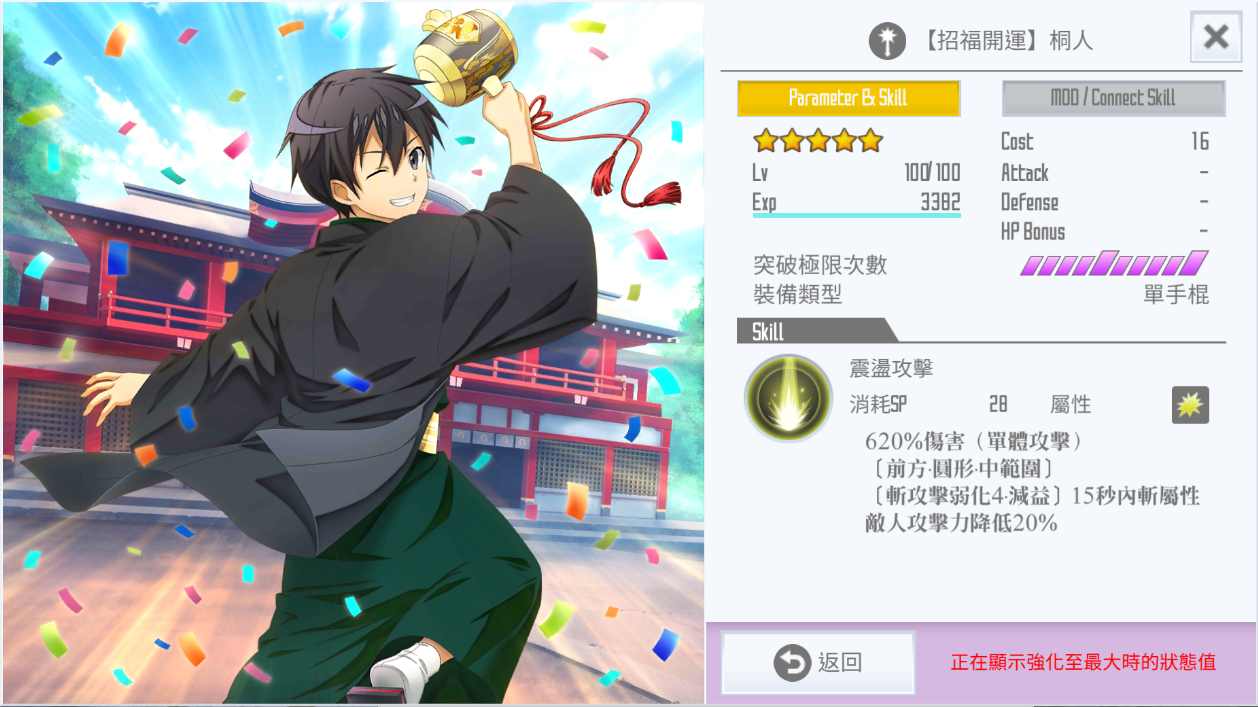 【招福開運】桐人
Parameter & Skill
MOD / Connect Skill
Lv 100/100
Exp 3382
Cost 16
Attack -
Defense -
HP Bonus -
突破極限次數
裝備類型 單手棍
Skill
震盪攻擊
消耗SP 28 屬性
620%傷害（單體攻擊）
〔前方·圓形·中範圍〕
〔斬攻擊弱化4·減益〕15秒內斬屬性
敵人攻擊力降低20%
返回
正在顯示強化至最大時的狀態值